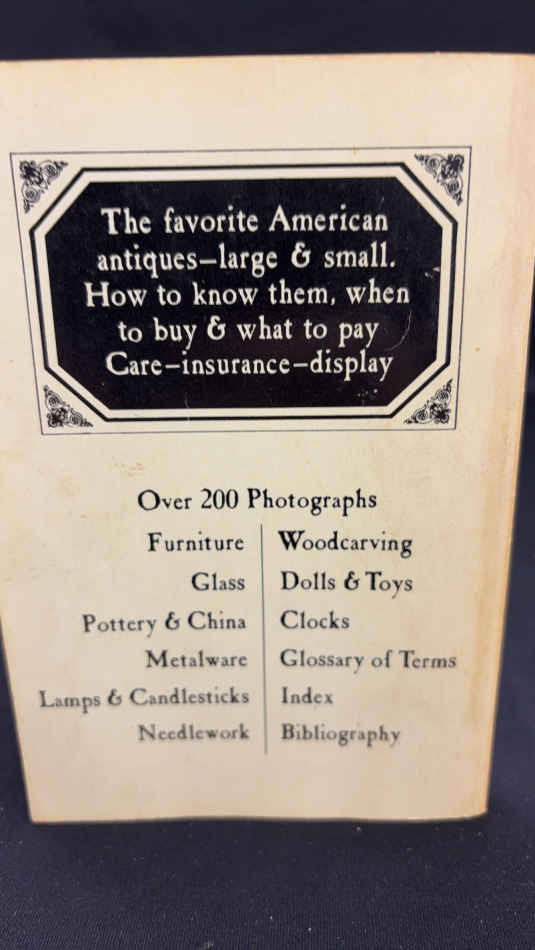 The favorite American
antiques—large & small.
How to know them, when
to buy & what to pay
Care—insurance—display
Over 200 Photographs
Furniture
Glass
Pottery & China
Metalware
Lamps & Candlesticks
Needlework
Woodcarving
Dolls & Toys
Clocks
Glossary of Terms
Index
Bibliography